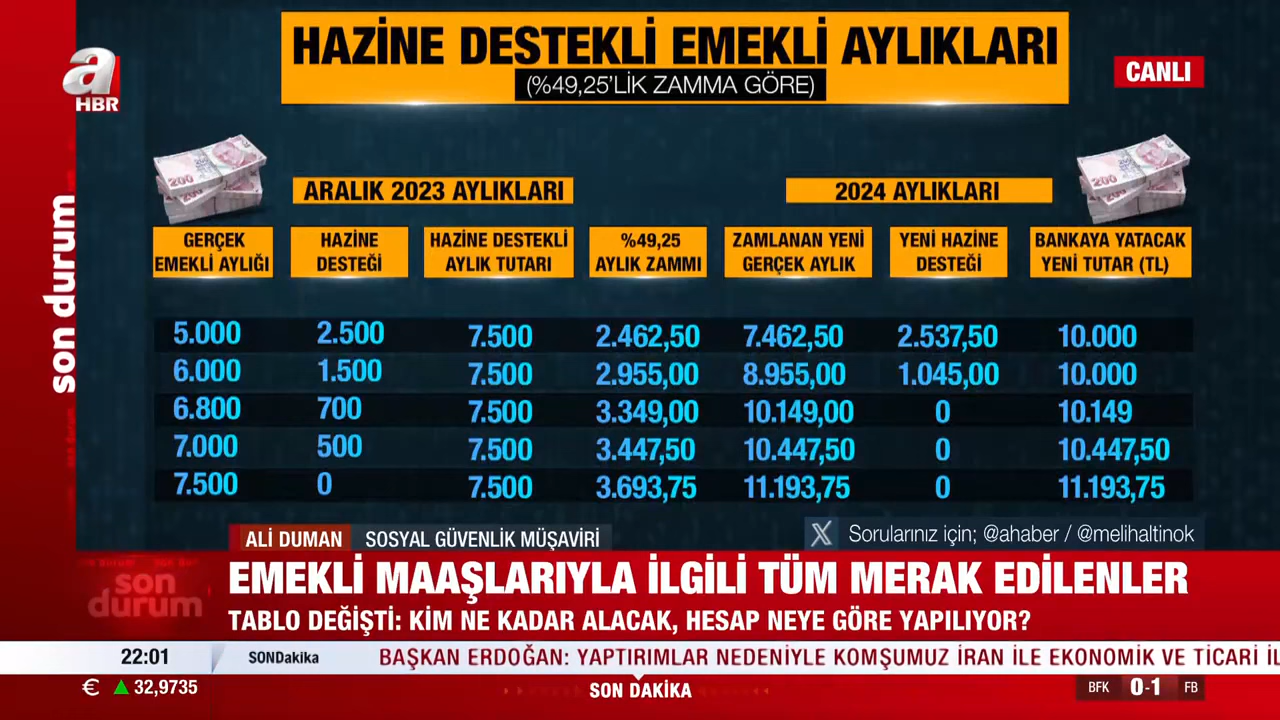 HAZİNE DESTEKLİ EMEKLİ AYLIKLARI
(%49,25'LİK ZAMMA GÖRE)
a
HBR
CANLI
son durum
ARALIK 2023 AYLIKLARI
2024 AYLIKLARI
GERÇEK EMEKLİ AYLIĞI
HAZİNE DESTEĞİ
HAZİNE DESTEKLİ AYLIK TUTARI
%49,25 AYLIK ZAMMI
ZAMLANAN YENİ GERÇEK AYLIK
YENİ HAZİNE DESTEĞİ
BANKAYA YATACAK YENİ TUTAR (TL)
5.000 2.500 7.500 2.462,50 7.462,50 2.537,50 10.000
6.000 1.500 7.500 2.955,00 8.955,00 1.045,00 10.000
6.800 700 7.500 3.349,00 10.149,00 0 10.149
7.000 500 7.500 3.447,50 10.447,50 0 10.447,50
7.500 0 7.500 3.693,75 11.193,75 0 11.193,75
ALİ DUMAN SOSYAL GÜVENLİK MÜŞAVİRİ
X Sorularınız için; @ahaber / @melihaltinok
son durum
EMEKLİ MAAŞLARIYLA İLGİLİ TÜM MERAK EDİLENLER
TABLO DEĞİŞTİ: KİM NE KADAR ALACAK, HESAP NEYE GÖRE YAPILIYOR?
22:01 SONDakika BAŞKAN ERDOĞAN: YAPTIRIMLAR NEDENİYLE KOMŞUMUZ İRAN İLE EKONOMİK VE TİCARİ İL
€ ▲ 32,9735
SON DAKİKA
BFK 0-1 FB